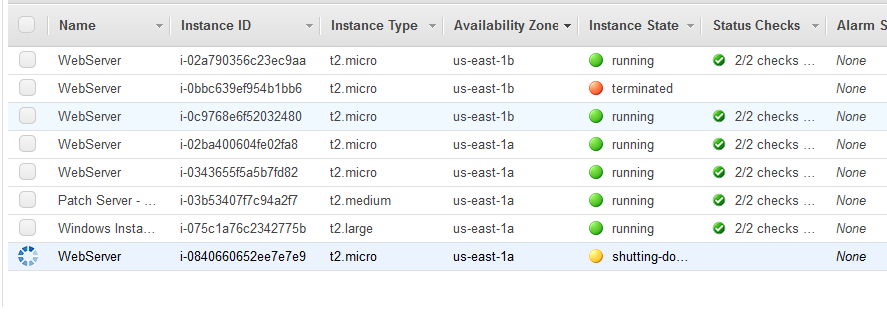 Name Instance ID Instance Type Availability Zone Instance State Status Checks Alarm S
WebServer i-02a790356c23ec9aa t2.micro us-east-1b running 2/2 checks ... None
WebServer i-0bbc639ef954b1bb6 t2.micro us-east-1b terminated None
WebServer i-0c9768e6f52032480 t2.micro us-east-1b running 2/2 checks ... None
WebServer i-02ba400604fe02fa8 t2.micro us-east-1a running 2/2 checks ... None
WebServer i-0343655f5a5b7fd82 t2.micro us-east-1a running 2/2 checks ... None
Patch Server - ... i-03b53407f7c94a2f7 t2.medium us-east-1a running 2/2 checks ... None
Windows Insta... i-075c1a76c2342775b t2.large us-east-1a running 2/2 checks ... None
WebServer i-0840660652ee7e7e9 t2.micro us-east-1a shutting-do... None